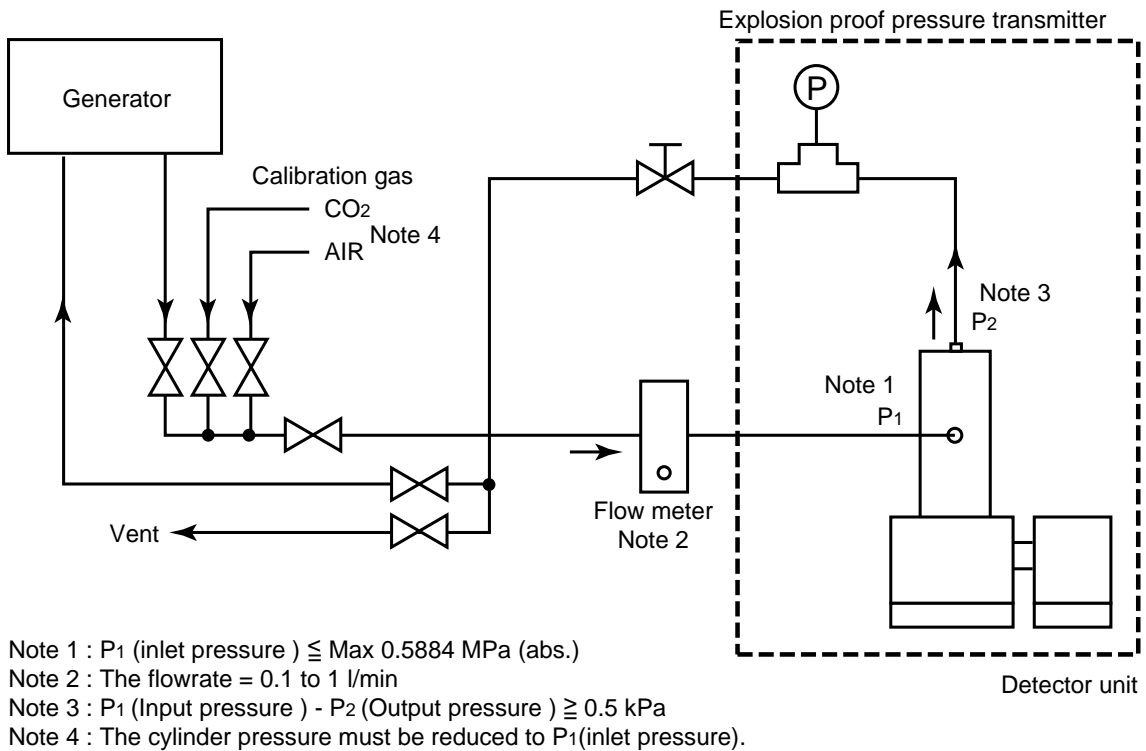 Explosion proof pressure transmitter
P
Generator
Calibration gas
CO2
Note 4
AIR
Note 3
P2
Note 1
P1
Flow meter
Note 2
Vent
Detector unit
Note 1 : P1 (inlet pressure ) ≦ Max 0.5884 MPa (abs.)
Note 2 : The flowrate = 0.1 to 1 l/min
Note 3 : P1 (Input pressure ) - P2 (Output pressure ) ≧ 0.5 kPa
Note 4 : The cylinder pressure must be reduced to P1(inlet pressure).